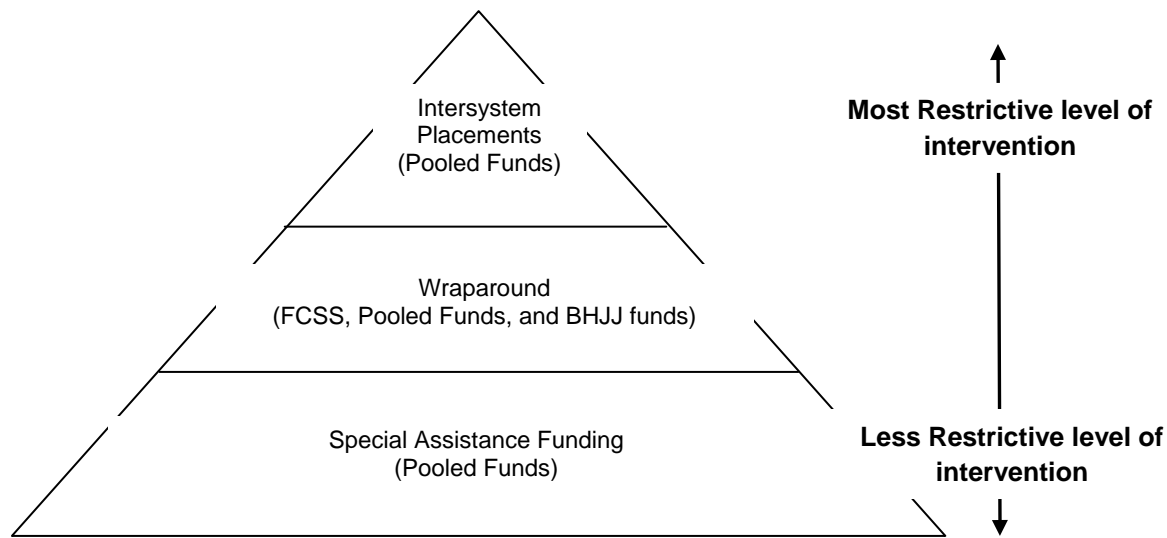 Intersystem
Placements
(Pooled Funds)
Most Restrictive level of
intervention
Wraparound
(FCSS, Pooled Funds, and BHJJ funds)
Special Assistance Funding
(Pooled Funds)
Less Restrictive level of
intervention